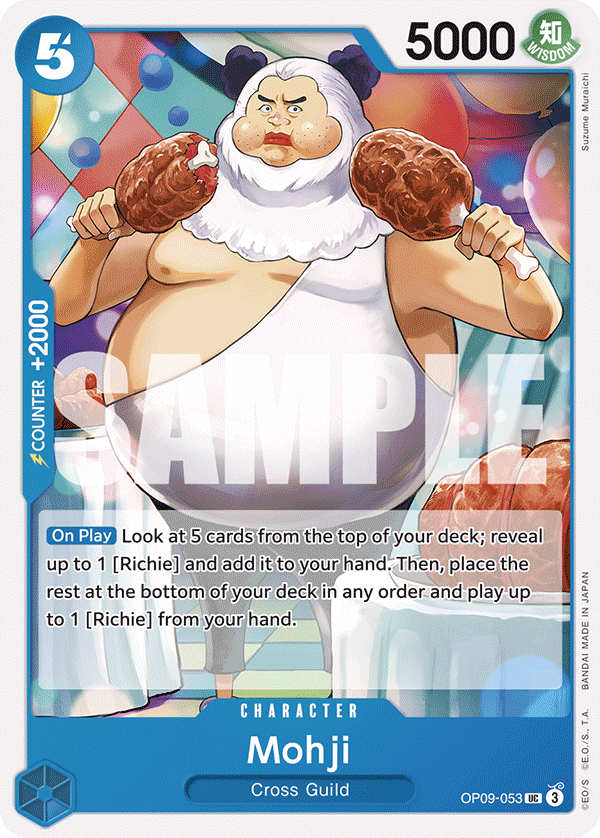 5
5000
知
WISDOM
Suzume Muraichi
COUNTER +2000
SAMPLE
On Play Look at 5 cards from the top of your deck; reveal
up to 1 [Richie] and add it to your hand. Then, place the
rest at the bottom of your deck in any order and play up
to 1 [Richie] from your hand.
CHARACTER
Mohji
Cross Guild
OP09-053 UC 3
©EO/S ©E.O./S., T.A. BANDAI MADE IN JAPAN